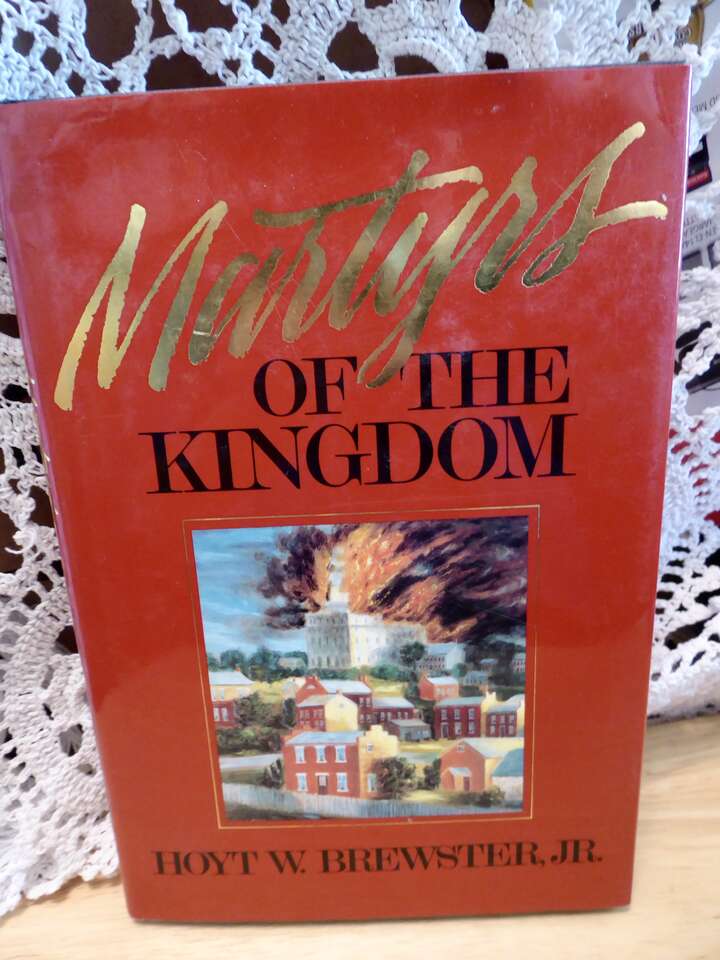 Martyrs
OF THE
KINGDOM
HOYT W. BREWSTER, JR.